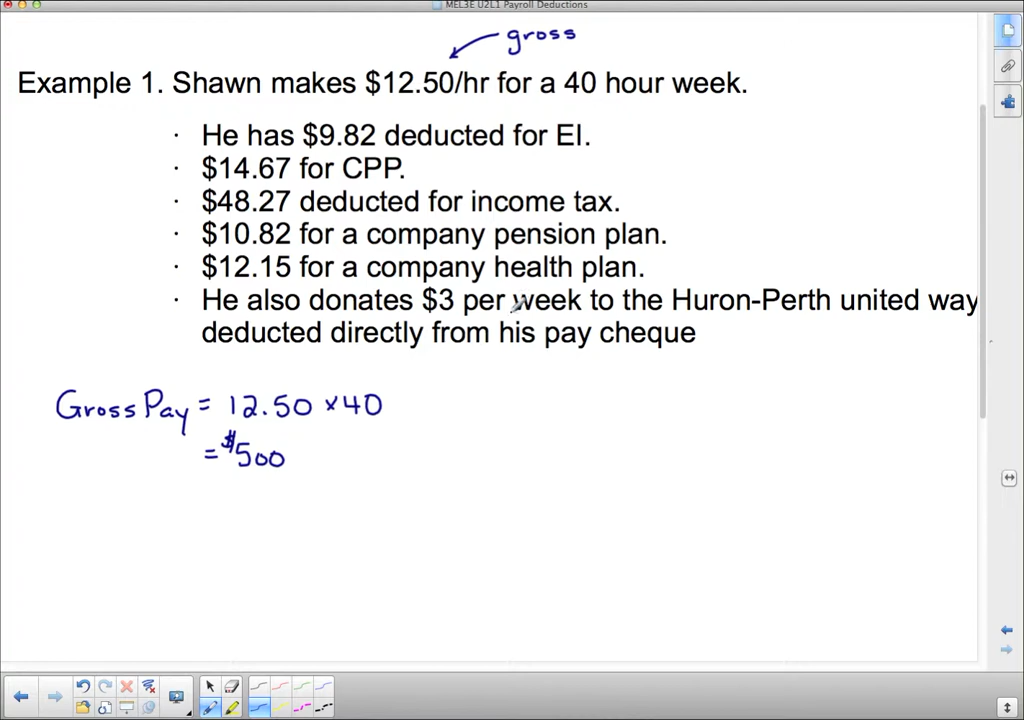 MEL3E U2L1 Payroll Deductions
gross
Example 1. Shawn makes $12.50/hr for a 40 hour week.
· He has $9.82 deducted for EI.
· $14.67 for CPP.
· $48.27 deducted for income tax.
· $10.82 for a company pension plan.
· $12.15 for a company health plan.
· He also donates $3 per week to the Huron-Perth united way
deducted directly from his pay cheque
Gross Pay = 12.50 × 40
= $500